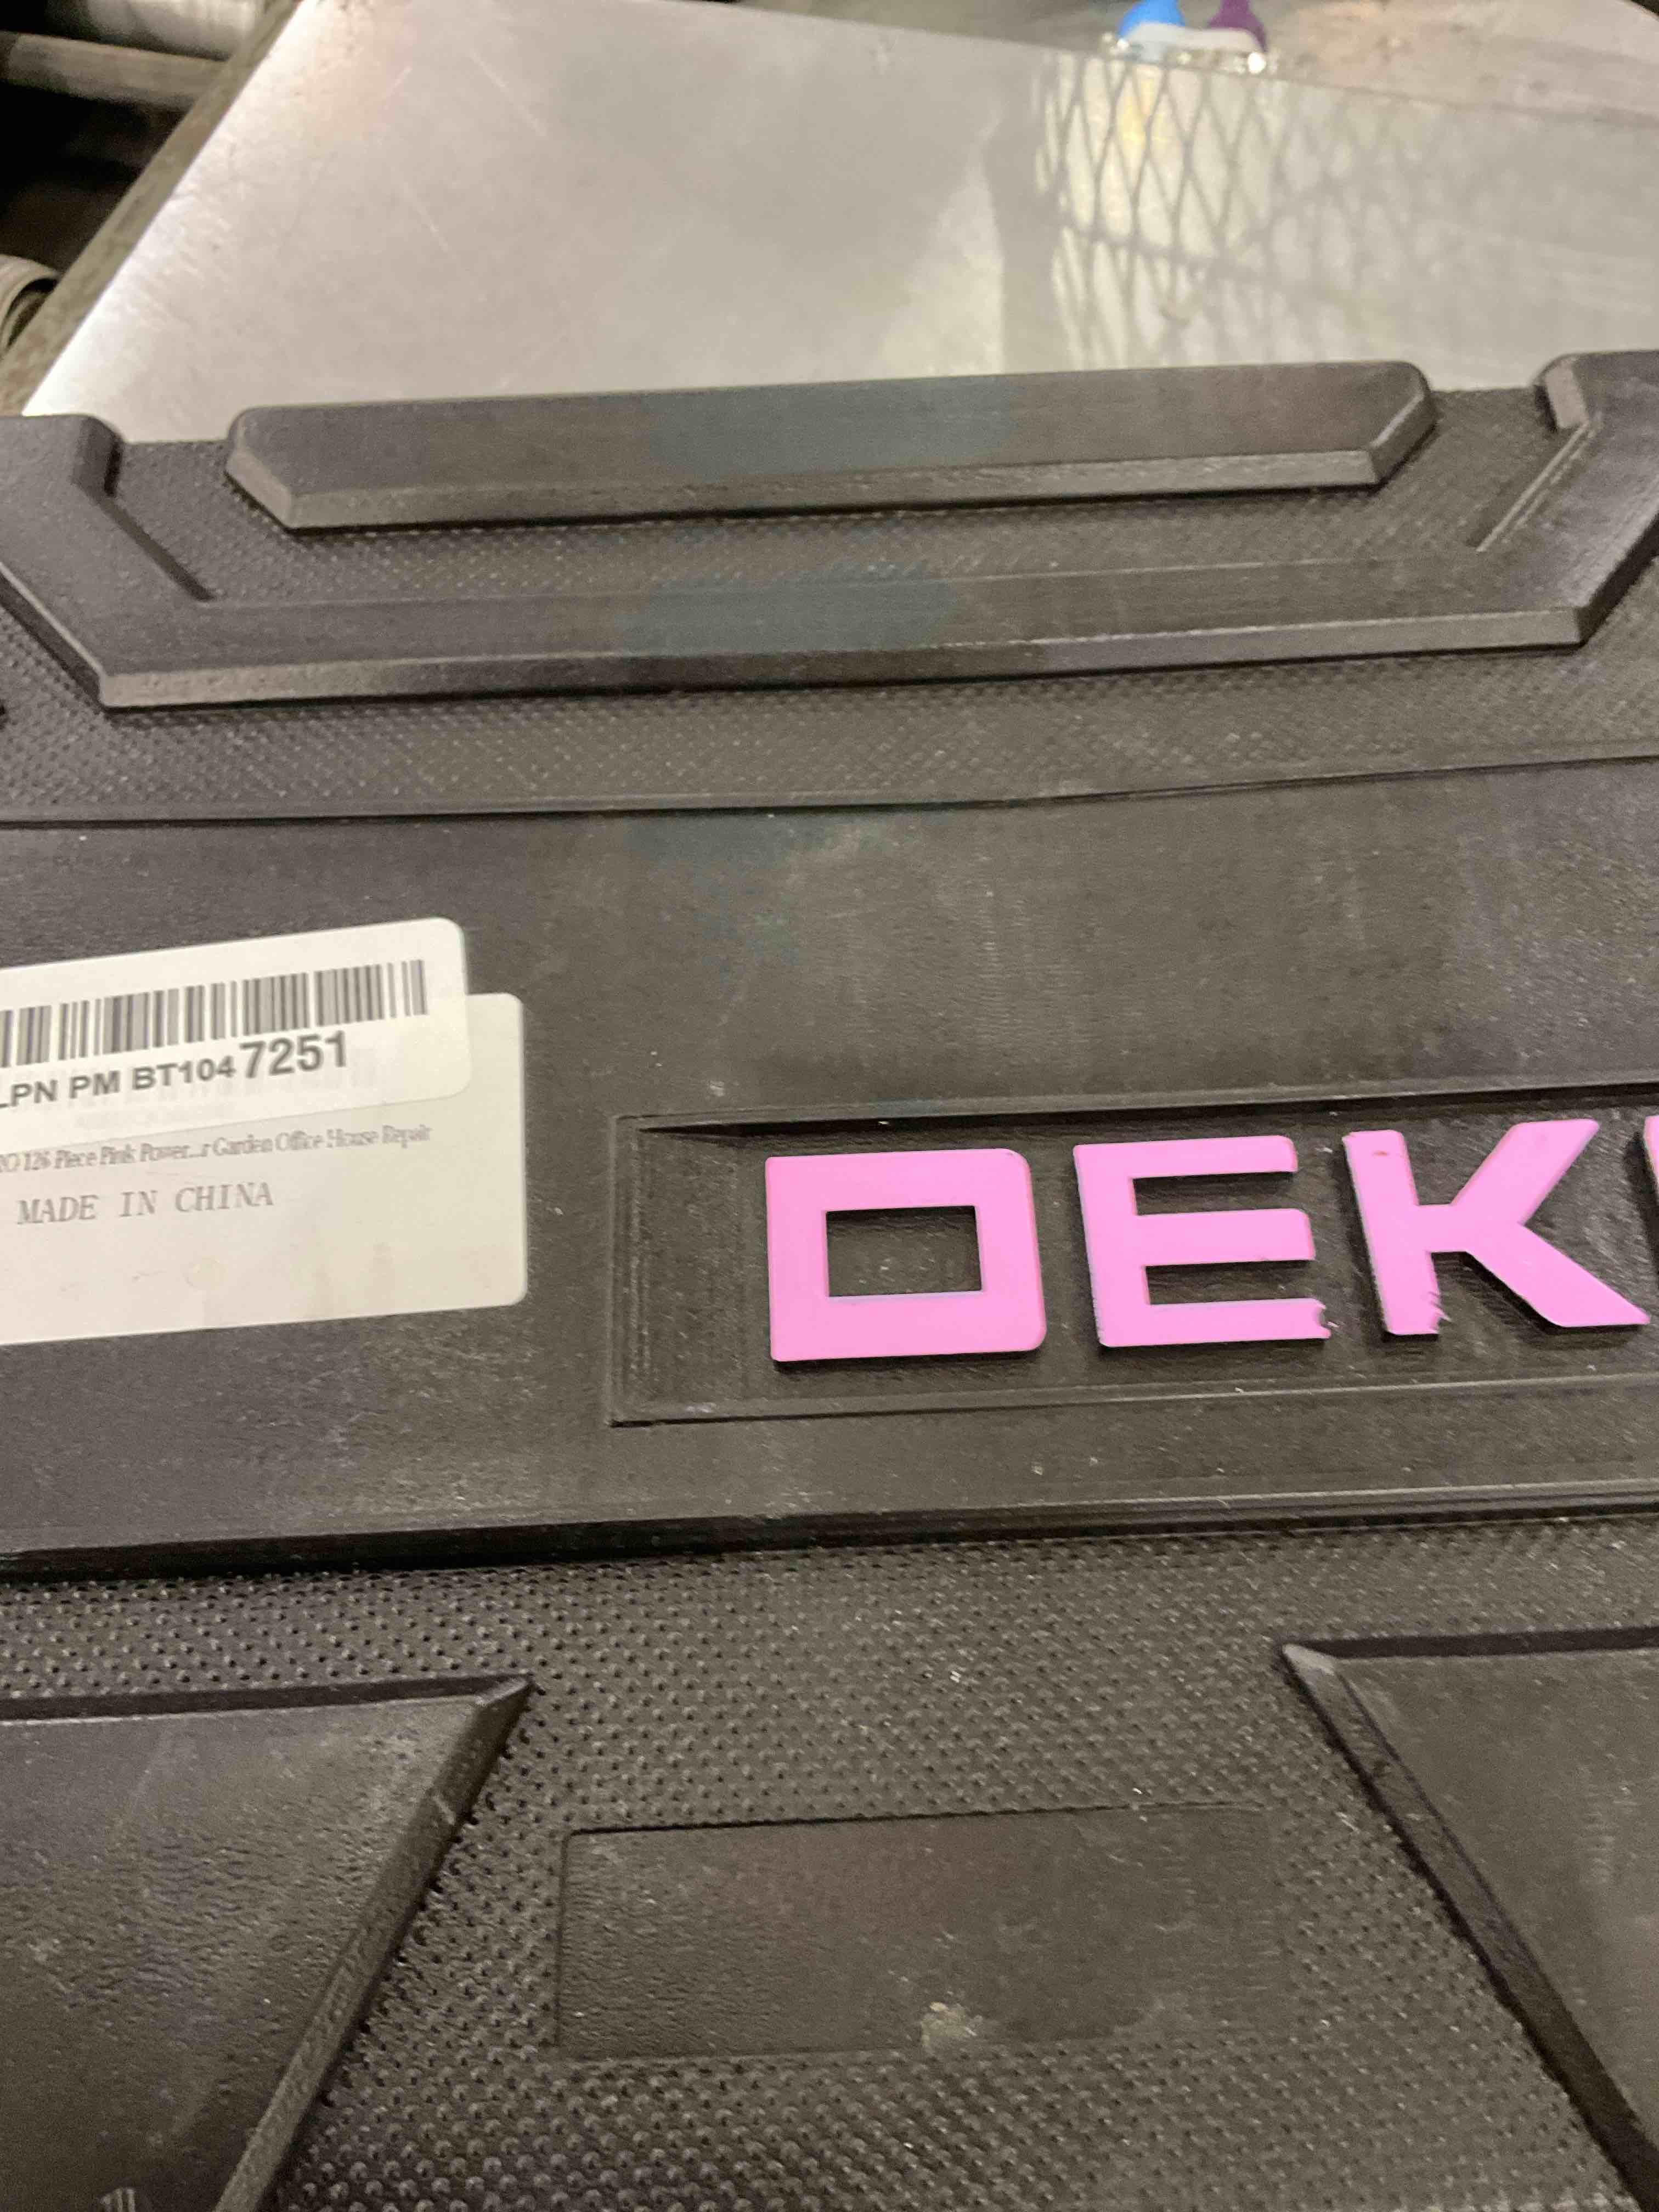 LPN PM BT1047251
126 Piece Pink Power...r Garden Office House Repair
MADE IN CHINA
DEK